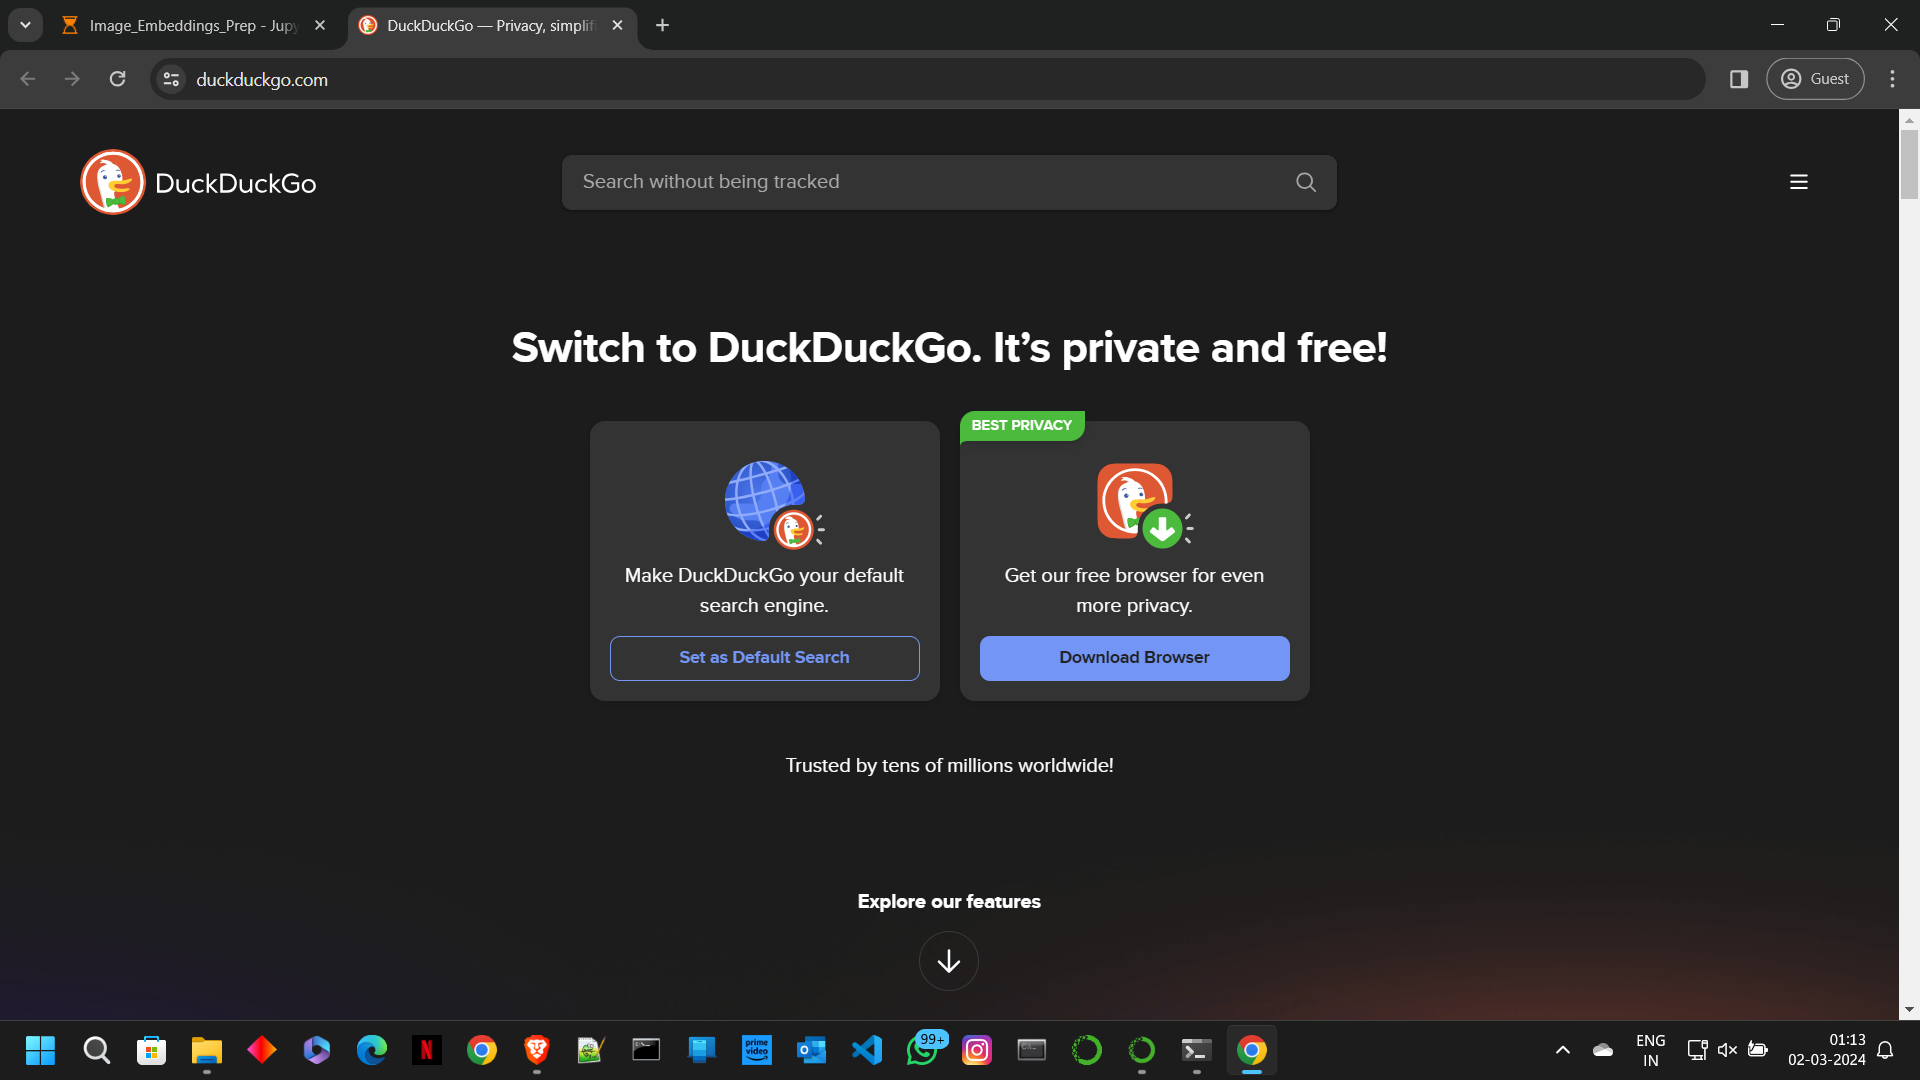 Image_Embeddings_Prep - Jupy
DuckDuckGo — Privacy, simplifi
duckduckgo.com
Guest
DuckDuckGo
Search without being tracked
Switch to DuckDuckGo. It’s private and free!
BEST PRIVACY
Make DuckDuckGo your default
search engine.
Set as Default Search
Get our free browser for even
more privacy.
Download Browser
Trusted by tens of millions worldwide!
Explore our features
N
prime
video
99+
ENG
IN
01:13
02-03-2024